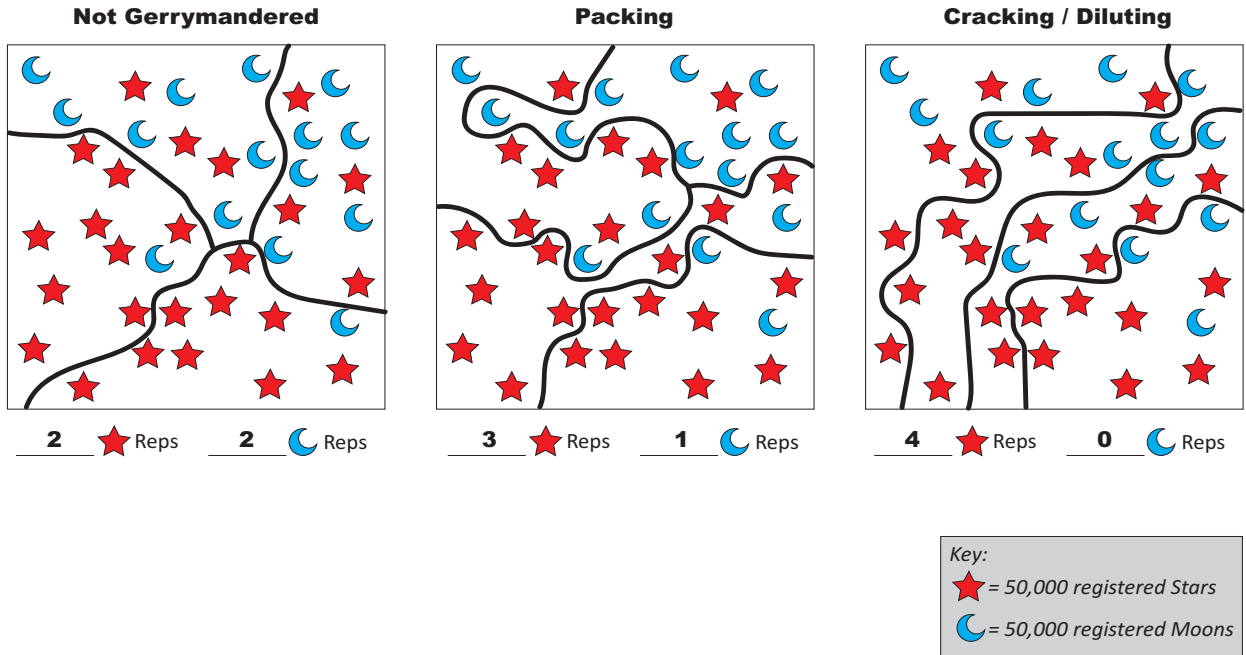 Not Gerrymandered
Packing
Cracking / Diluting
2 Reps 2 Reps
3 Reps 1 Reps
4 Reps 0 Reps
Key:
= 50,000 registered Stars
= 50,000 registered Moons